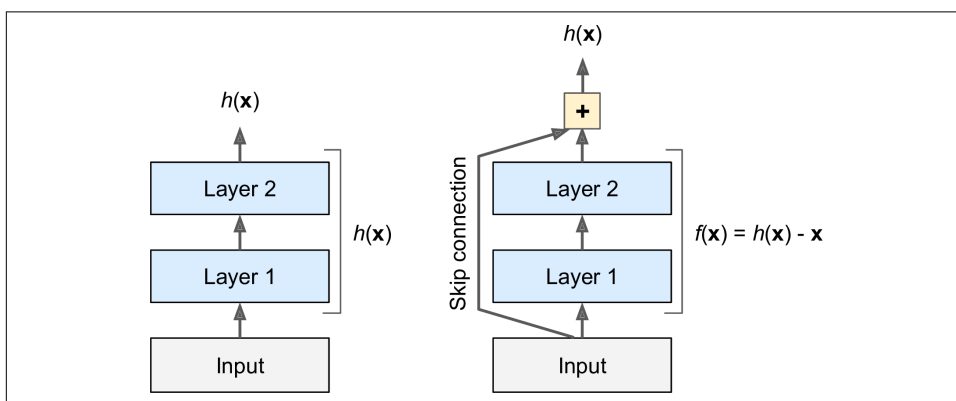 h(x)
Layer 2
Layer 1
h(x)
Input
h(x)
+
Skip connection
Layer 2
Layer 1
f(x) = h(x) - x
Input